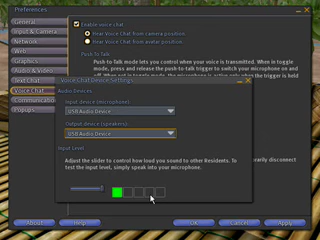 Preferences
General
Input & Camera
Network
Web
Graphics
Audio & Video
Text Chat
Voice Chat
Communication
Popups
Enable voice chat
Hear Voice Chat from camera position
Hear Voice Chat from avatar position
Push to Talk
Push-to-Talk mode lets you control when your voice is transmitted. When in toggle
mode, press and release the push-to-talk trigger to switch your microphone on
Voice Chat Device Settings
Audio Devices
Input device (microphone):
USB Audio Device
Output device (speakers):
USB Audio Device
Input Level
Adjust the slider to control how loud you sound to other Residents. To
test the input level, simply speak into your microphone.
arily disconnect
About
Help
OK
Cancel
Apply